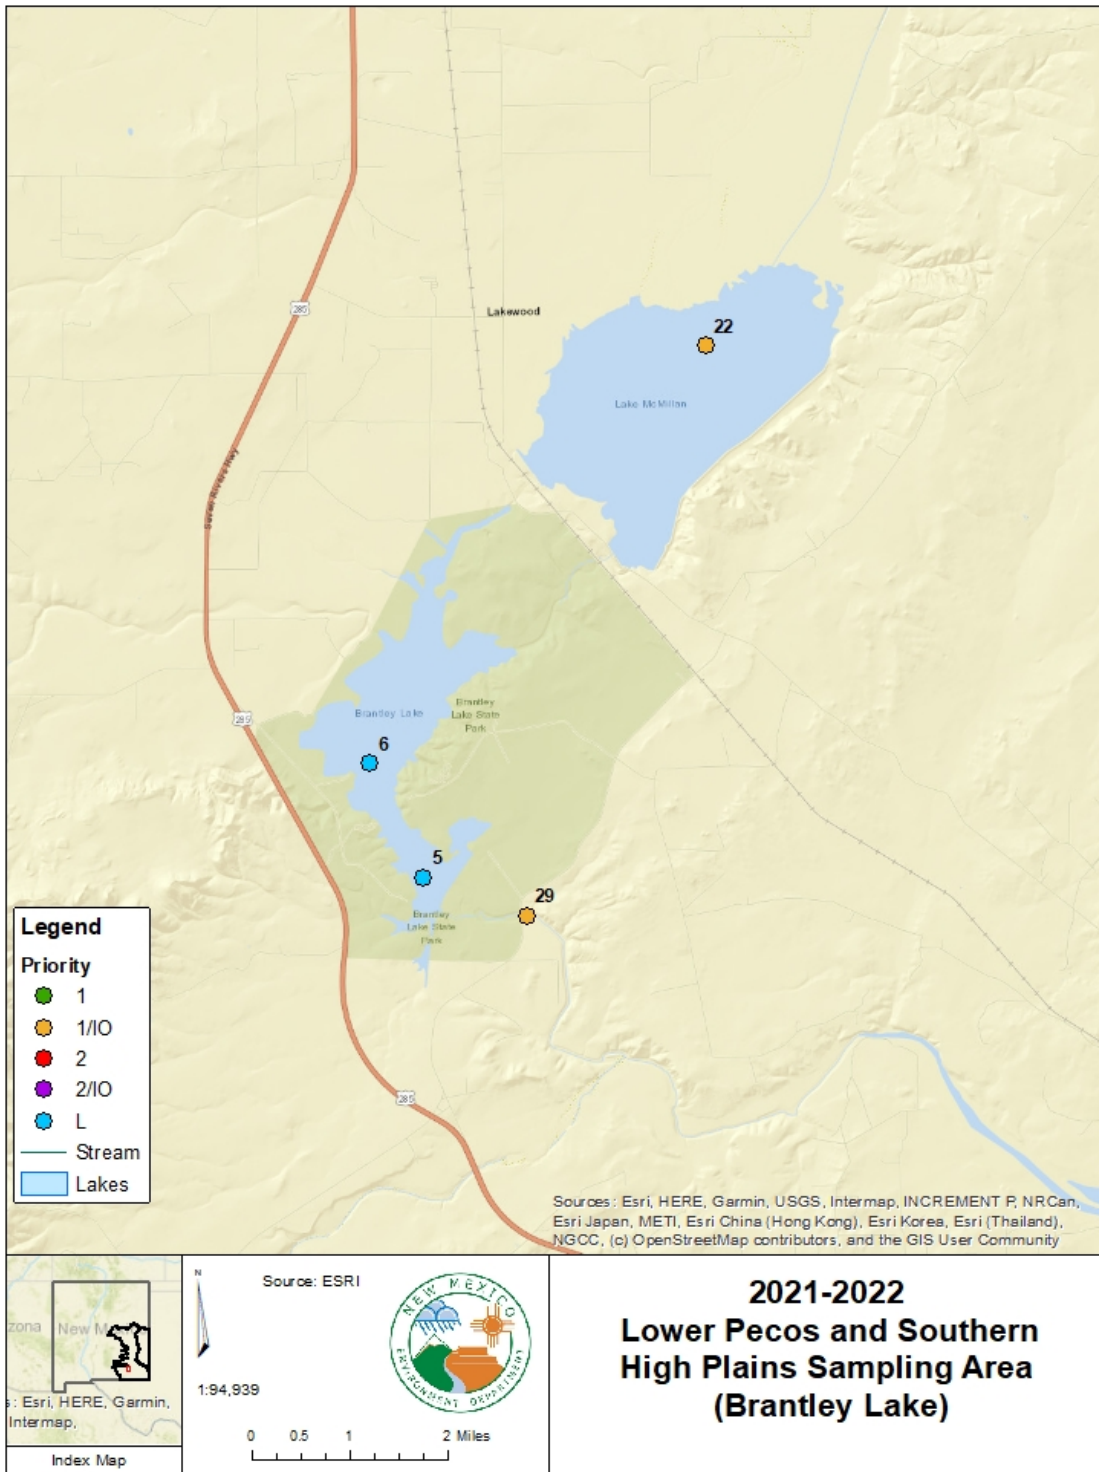 285
Lakewood
22
Lake McMillan
Seven Rivers Hwy
Brantley
Lake State
Park
Brantley Lake
285
6
5
29
Brantley
Lake State
Park
Legend
Priority
1
1/IO
2
2/IO
L
Stream
Lakes
285
Sources: Esri, HERE, Garmin, USGS, Intermap, INCREMENT P, NRCan,
Esri Japan, METI, Esri China (Hong Kong), Esri Korea, Esri (Thailand),
NGCC, (c) OpenStreetMap contributors, and the GIS User Community
zona
New M
s: Esri, HERE, Garmin,
Intermap,
Index Map
N
Source: ESRI
1:94,939
NEW MEXICO
ENVIRONMENT DEPARTMENT
0 0.5 1 2 Miles
2021-2022
Lower Pecos and Southern
High Plains Sampling Area
(Brantley Lake)